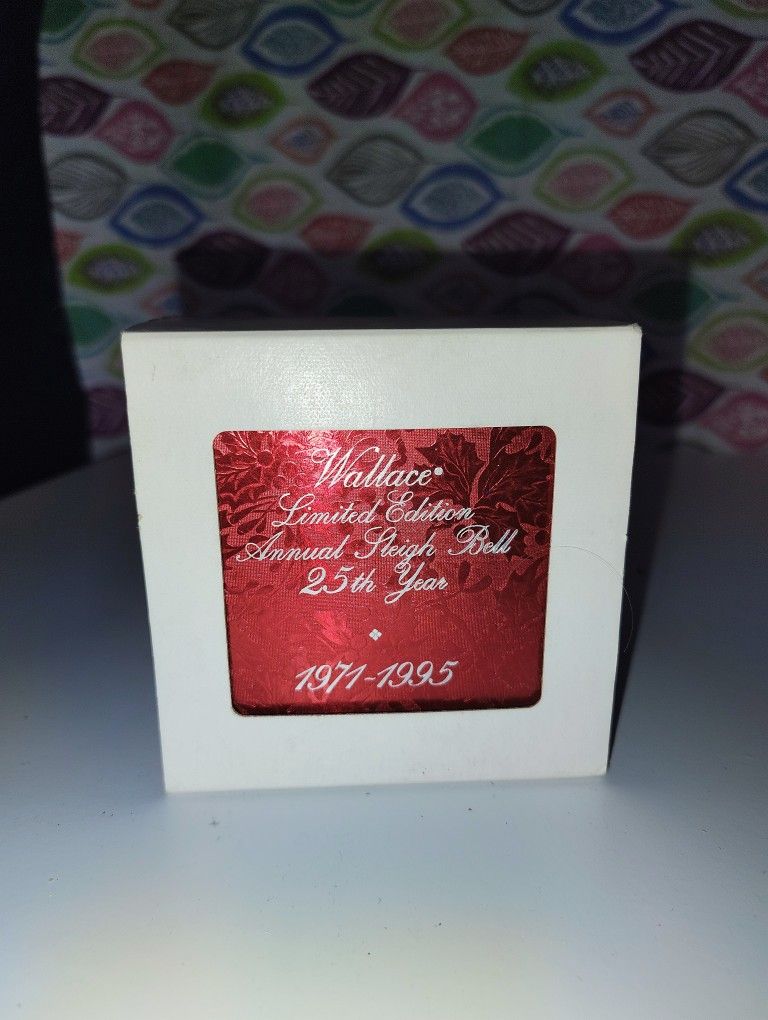 Wallace®
Limited Edition
Annual Sleigh Bell
25th Year
1971-1995